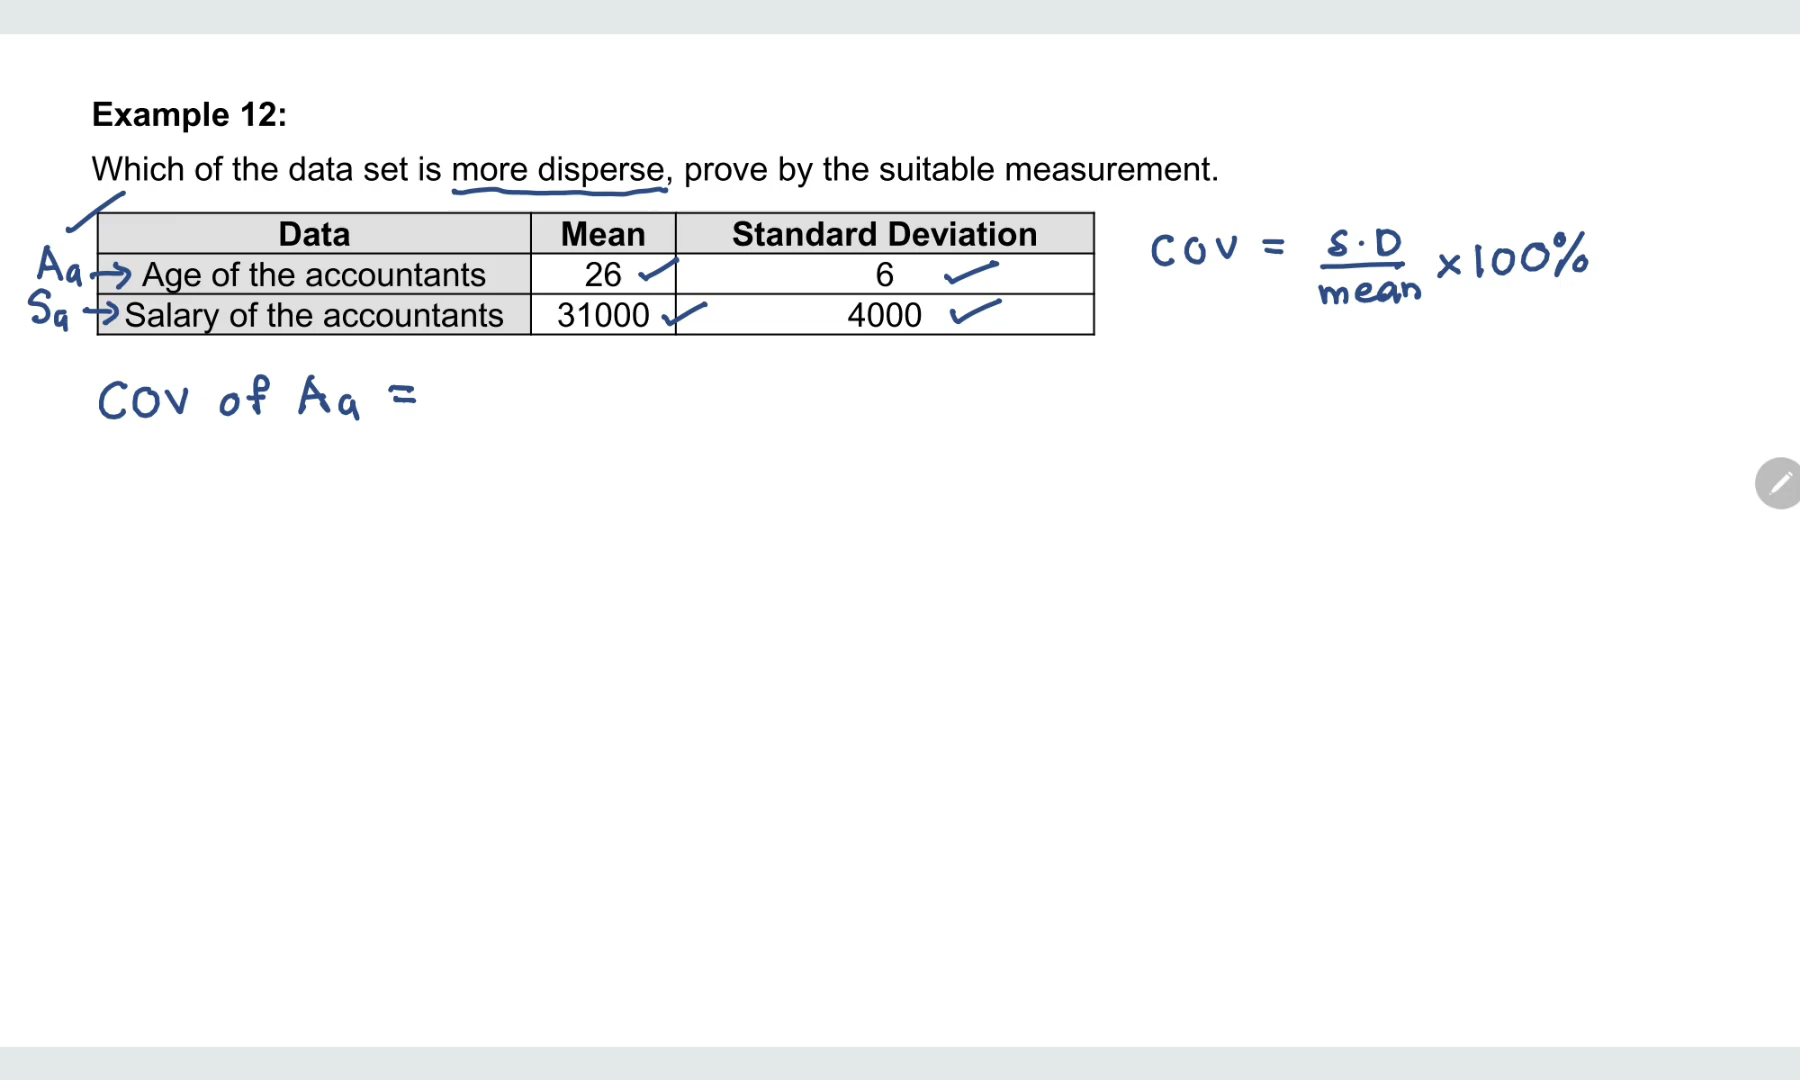 Example 12:
Which of the data set is more disperse, prove by the suitable measurement.
Data Mean Standard Deviation
Aa → Age of the accountants 26 ✓ 6 ✓
Sa → Salary of the accountants 31000 ✓ 4000 ✓
COV = S.D / mean × 100%
COV of Aa =